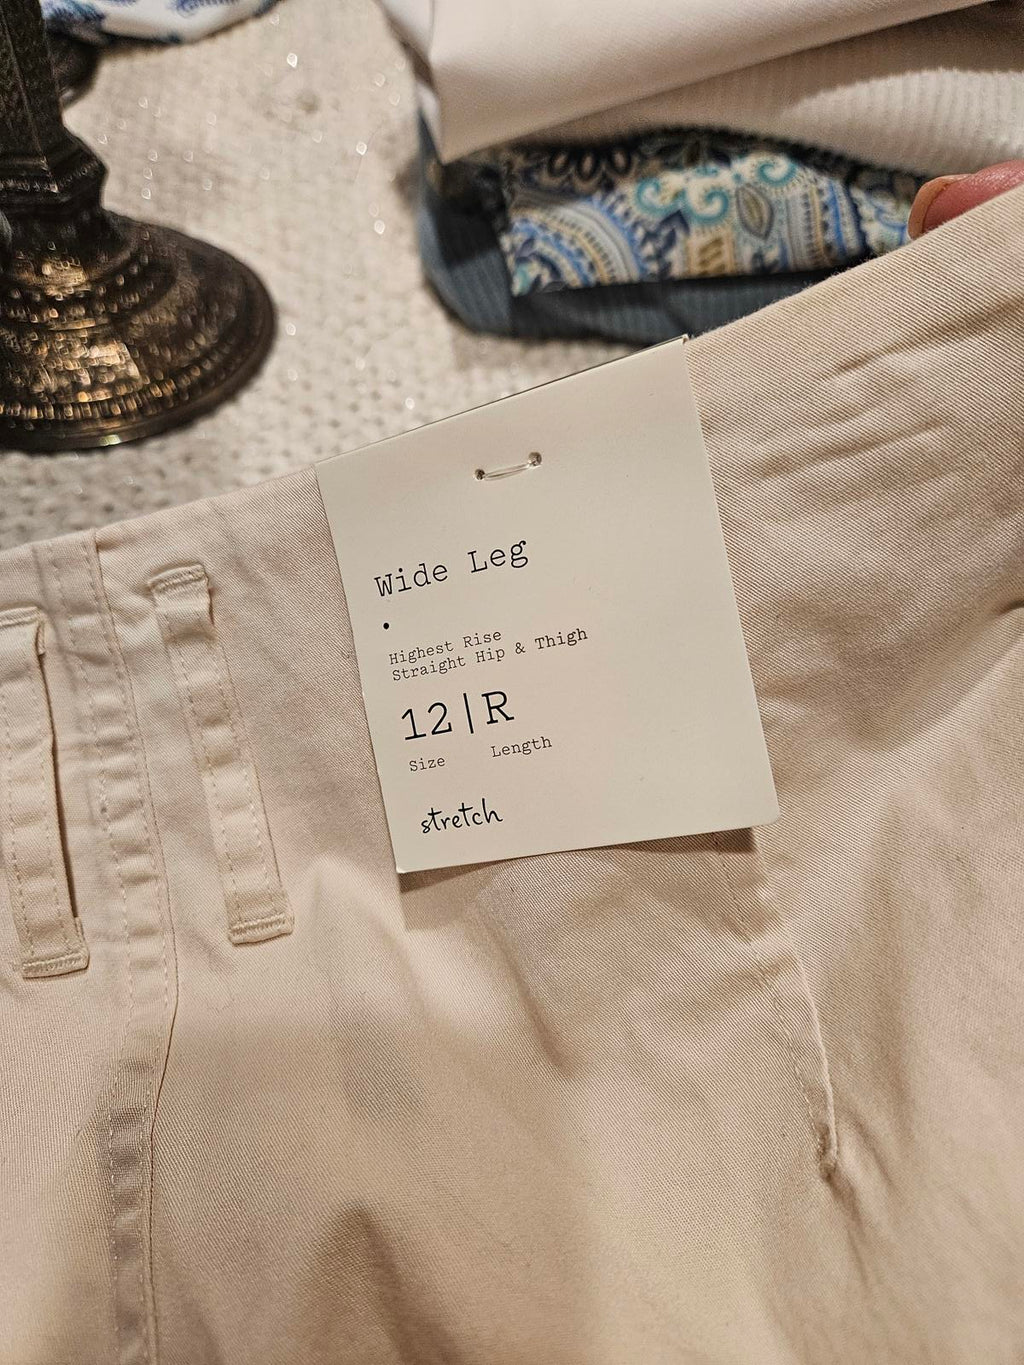 Wide Leg
•
Highest Rise
Straight Hip & Thigh
12|R
Size Length
stretch